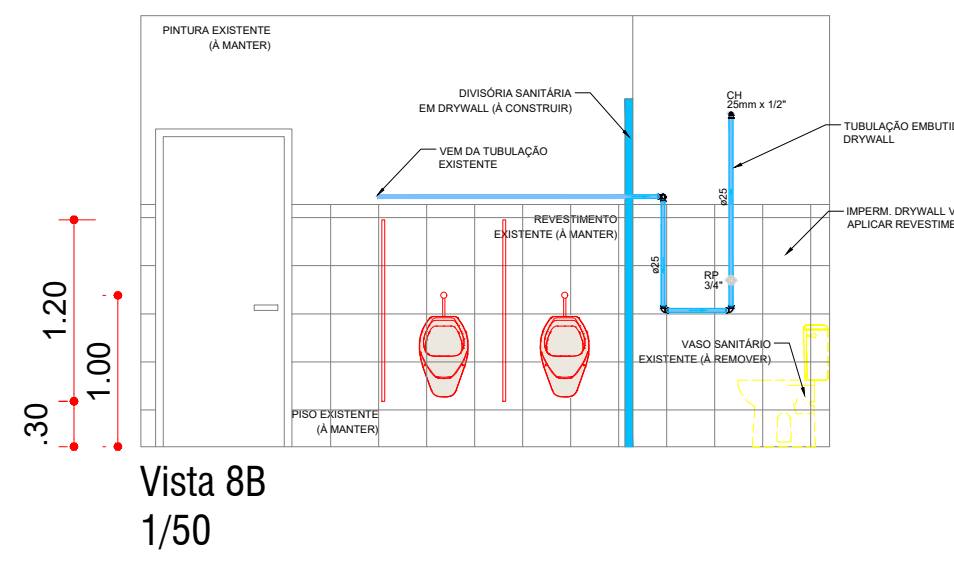 PINTURA EXISTENTE
(À MANTER)
DIVISÓRIA SANITÁRIA
EM DRYWALL (À CONSTRUIR)
CH
25mm x 1/2"
TUBULAÇÃO EMBUTID
DRYWALL
VEM DA TUBULAÇÃO
EXISTENTE
ø25
REVESTIMENTO
EXISTENTE (À MANTER)
IMPERM. DRYWALL V
APLICAR REVESTIME
ø25
RP
3/4"
1.20
1.00
.30
VASO SANITÁRIO
EXISTENTE (À REMOVER)
PISO EXISTENTE
(À MANTER)
Vista 8B
1/50